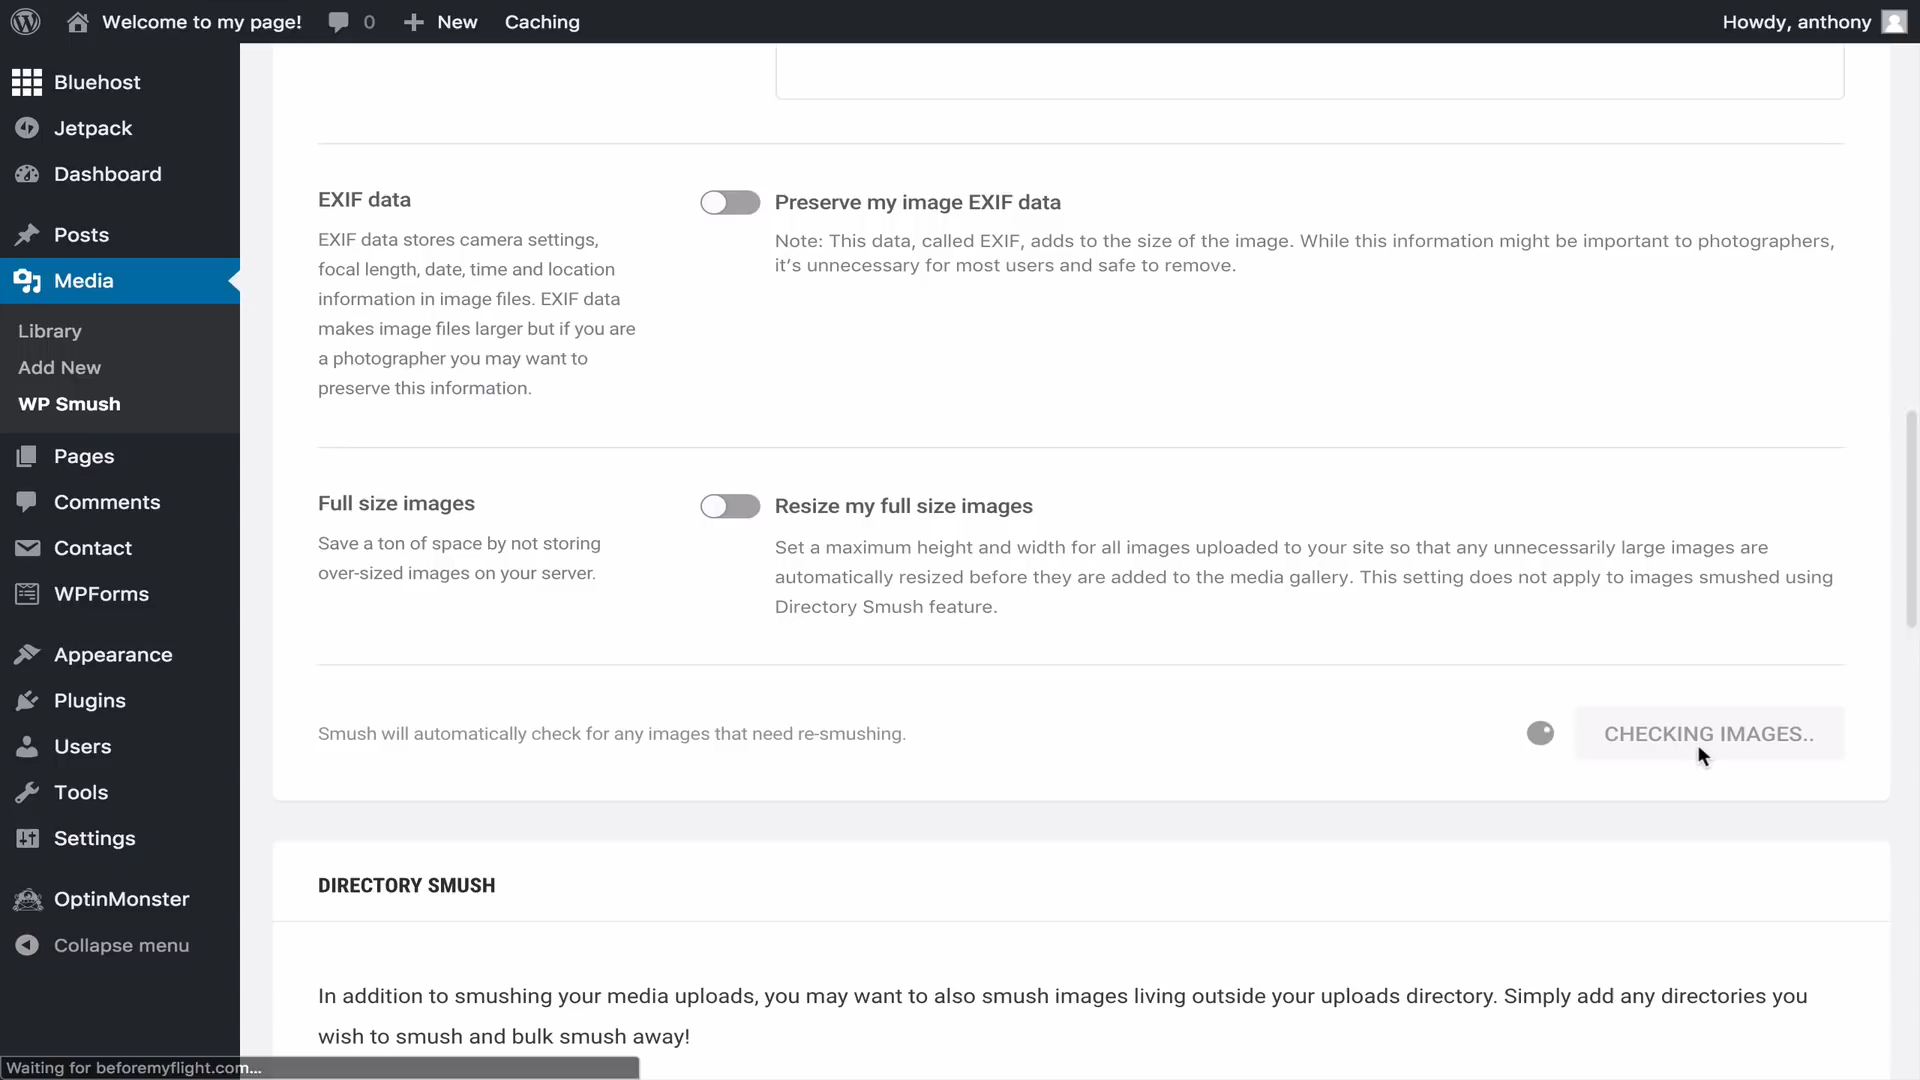 Welcome to my page!
0
New
Caching
Howdy, anthony
Bluehost
Jetpack
Dashboard
Posts
Media
Library
Add New
WP Smush
Pages
Comments
Contact
WPForms
Appearance
Plugins
Users
Tools
Settings
OptinMonster
Collapse menu
EXIF data
EXIF data stores camera settings,
focal length, date, time and location
information in image files. EXIF data
makes image files larger but if you are
a photographer you may want to
preserve this information.
Preserve my image EXIF data
Note: This data, called EXIF, adds to the size of the image. While this information might be important to photographers,
it’s unnecessary for most users and safe to remove.
Full size images
Save a ton of space by not storing
over-sized images on your server.
Resize my full size images
Set a maximum height and width for all images uploaded to your site so that any unnecessarily large images are
automatically resized before they are added to the media gallery. This setting does not apply to images smushed using
Directory Smush feature.
Smush will automatically check for any images that need re-smushing.
CHECKING IMAGES..
DIRECTORY SMUSH
In addition to smushing your media uploads, you may want to also smush images living outside your uploads directory. Simply add any directories you
wish to smush and bulk smush away!
Waiting for beforemyflight.com...